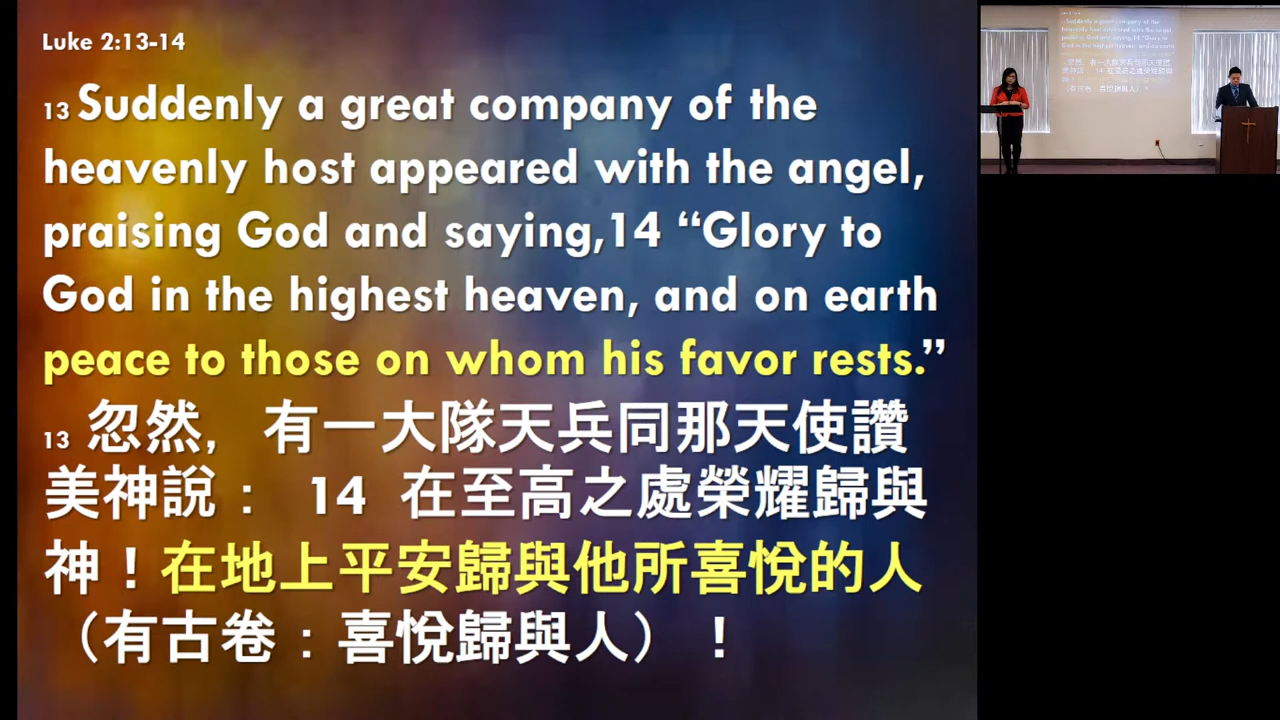 Luke 2:13-14
13 Suddenly a great company of the
heavenly host appeared with the angel,
praising God and saying,14 “Glory to
God in the highest heaven, and on earth
peace to those on whom his favor rests.”
13 忽然, 有一大隊天兵同那天使讚
美神說： 14 在至高之處榮耀歸與
神！在地上平安歸與他所喜悅的人
（有古卷：喜悅歸與人）！